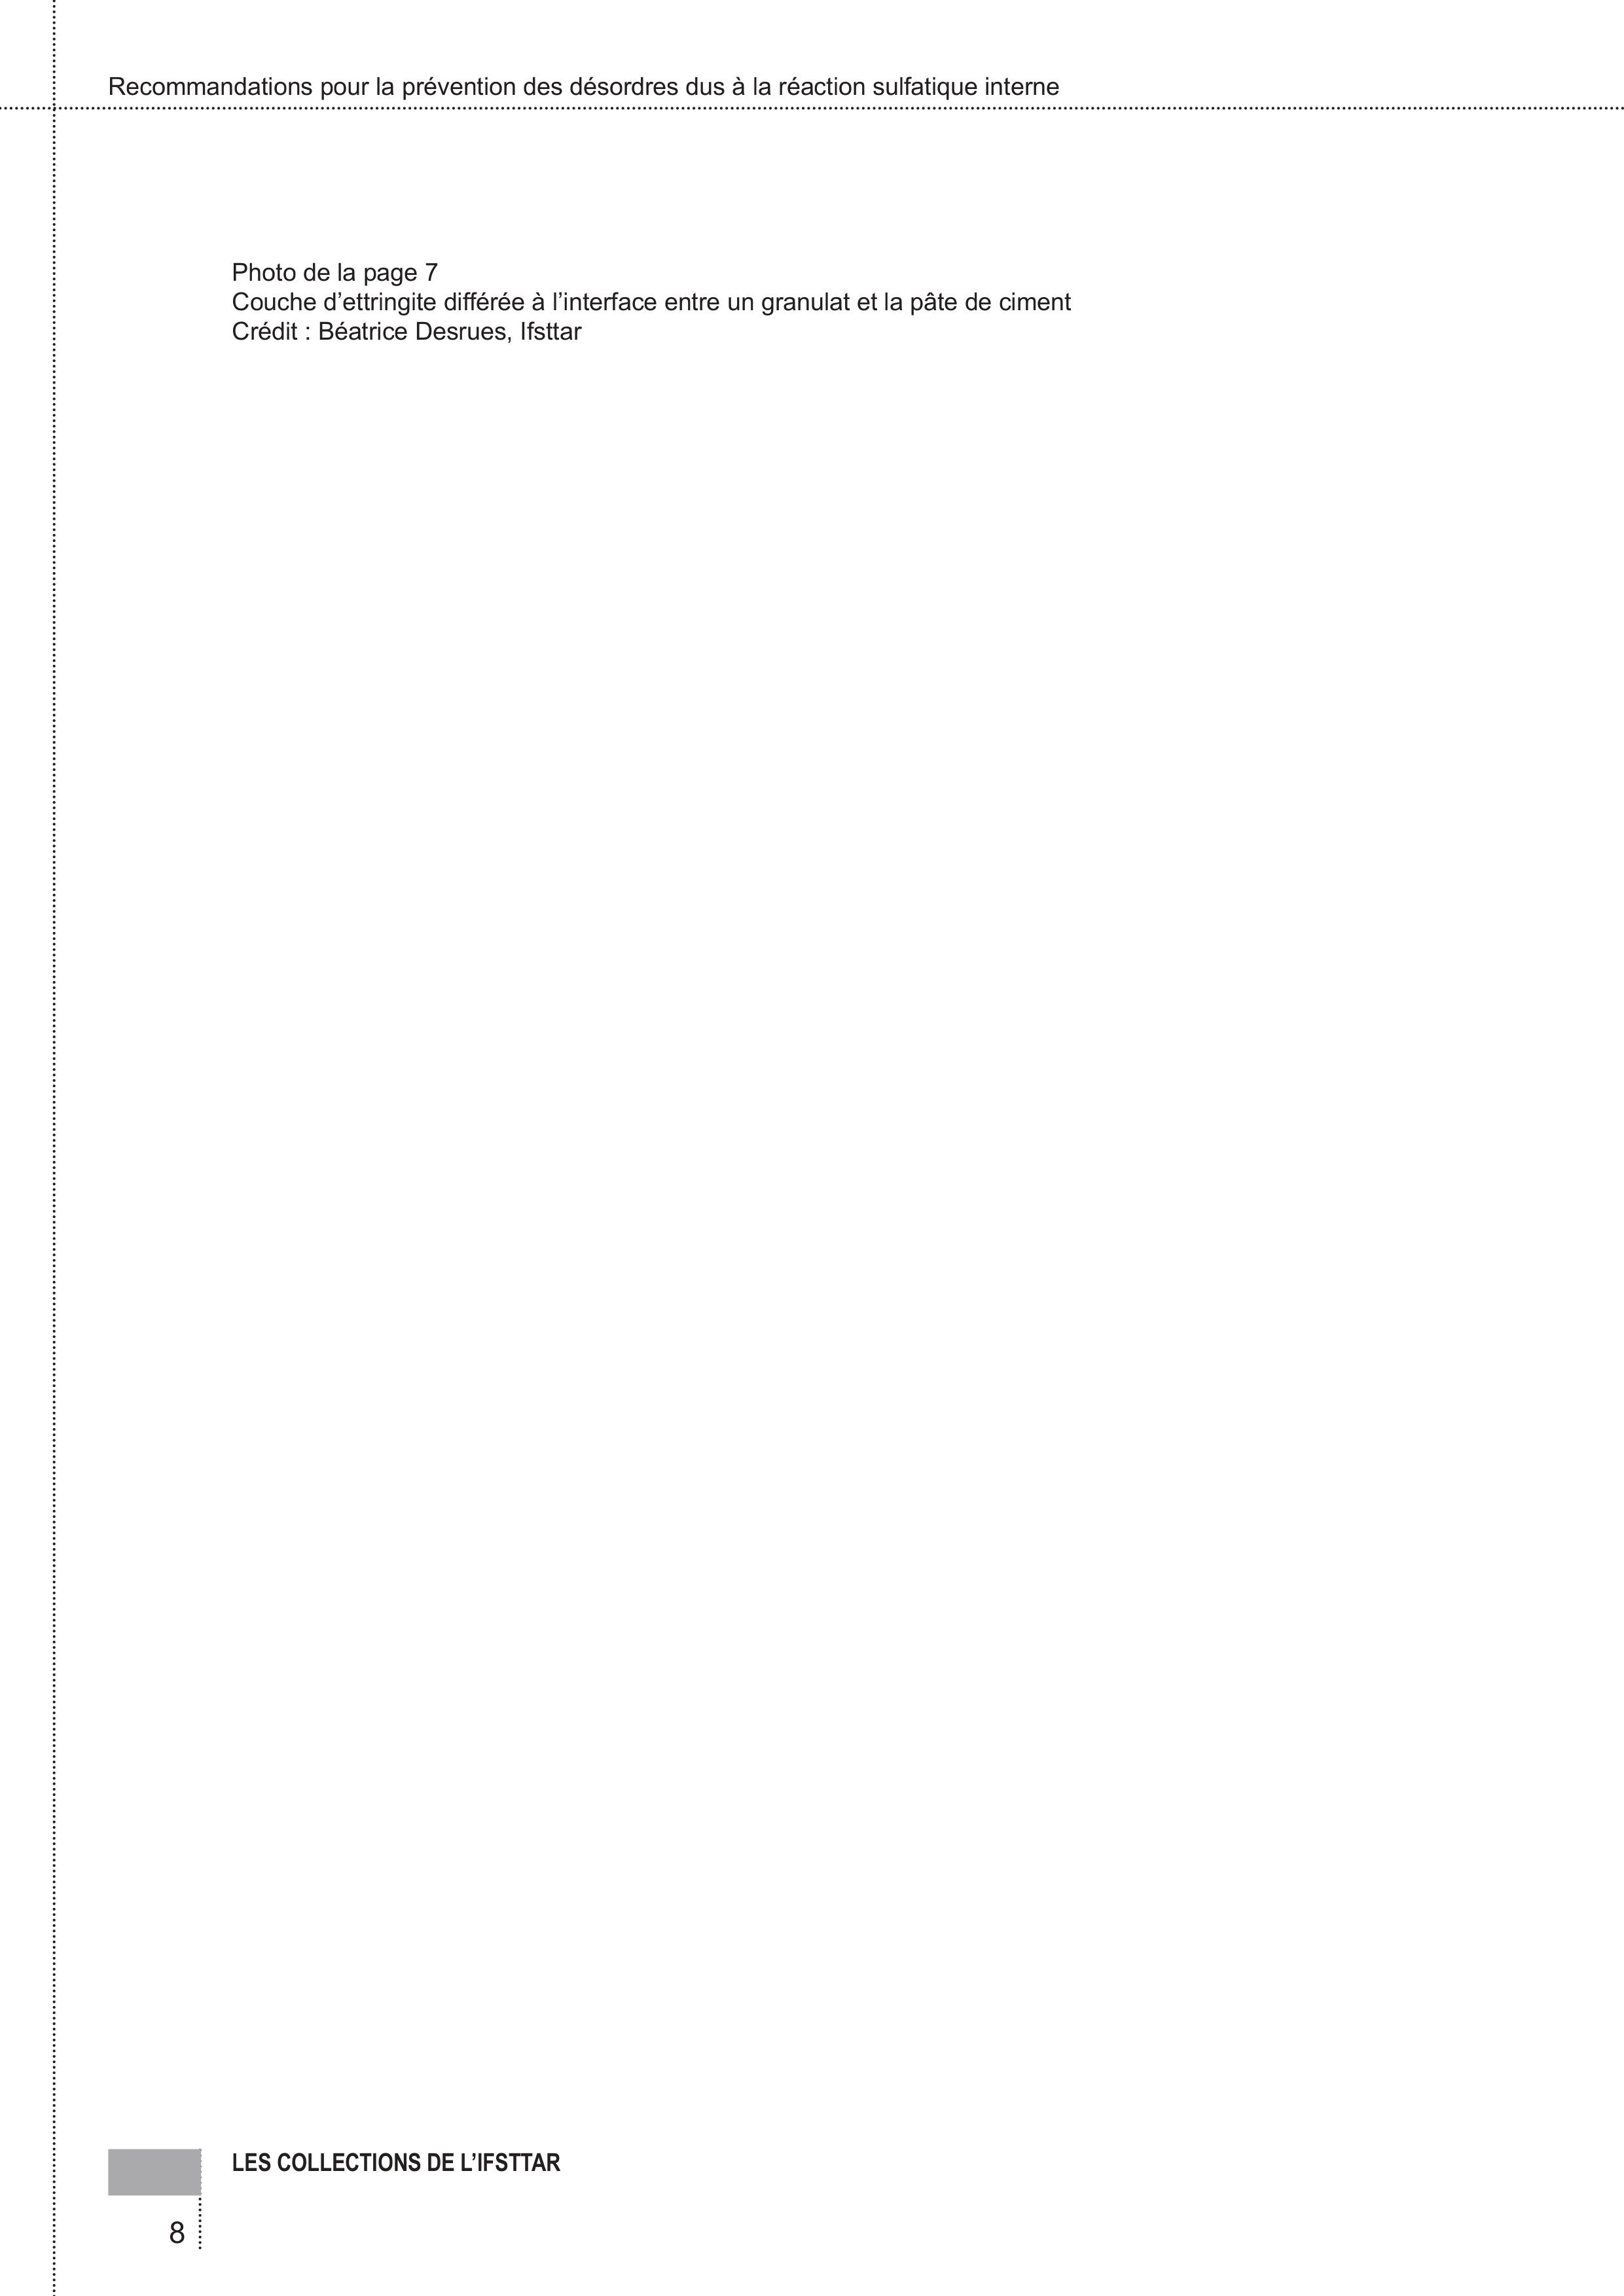 Recommandations pour la prévention des désordres dus à la réaction sulfatique interne
Photo de la page 7
Couche d’ettringite différée à l’interface entre un granulat et la pâte de ciment
Crédit : Béatrice Desrues, Ifsttar
LES COLLECTIONS DE L’IFSTTAR
8